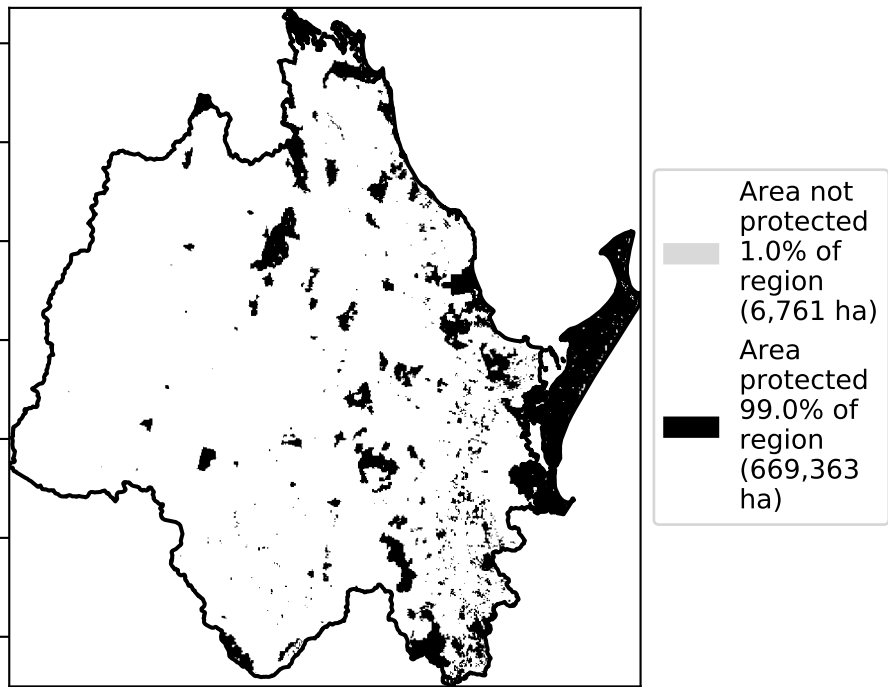 Area not
protected
1.0% of
region
(6,761 ha)
Area
protected
99.0% of
region
(669,363
ha)